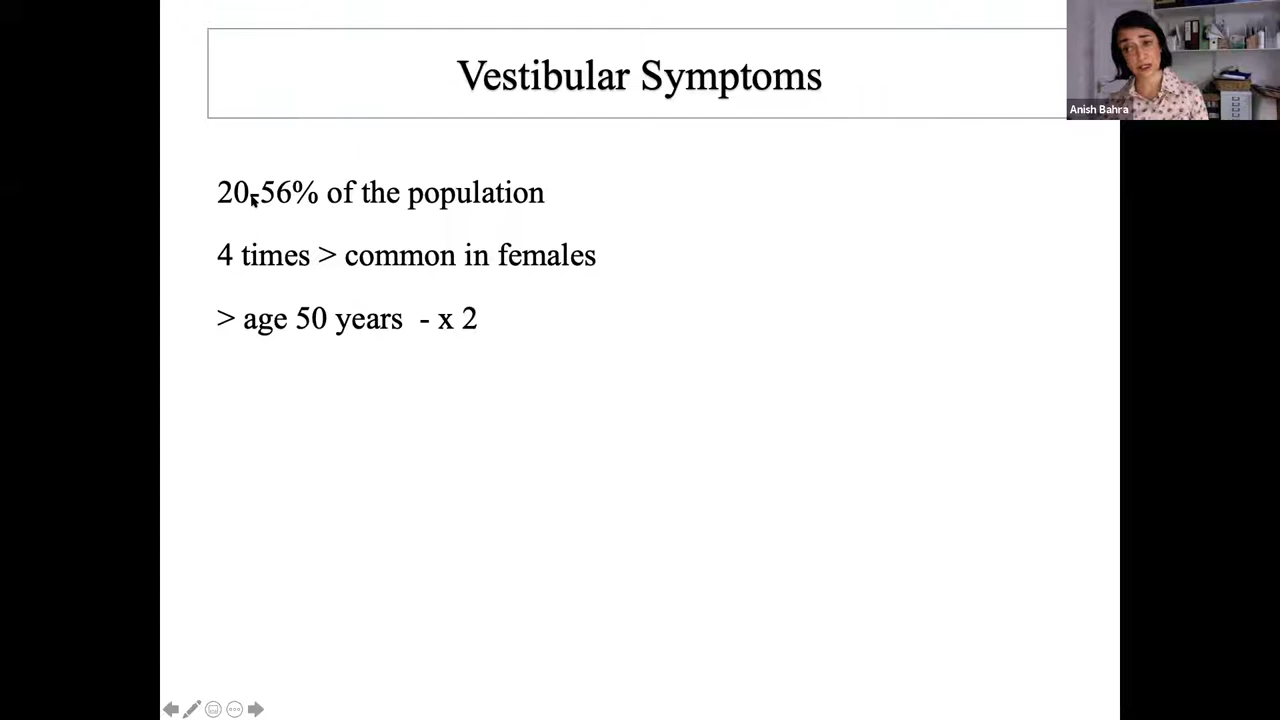 Vestibular Symptoms
Anish Bahra
20-56% of the population
4 times > common in females
> age 50 years - x 2